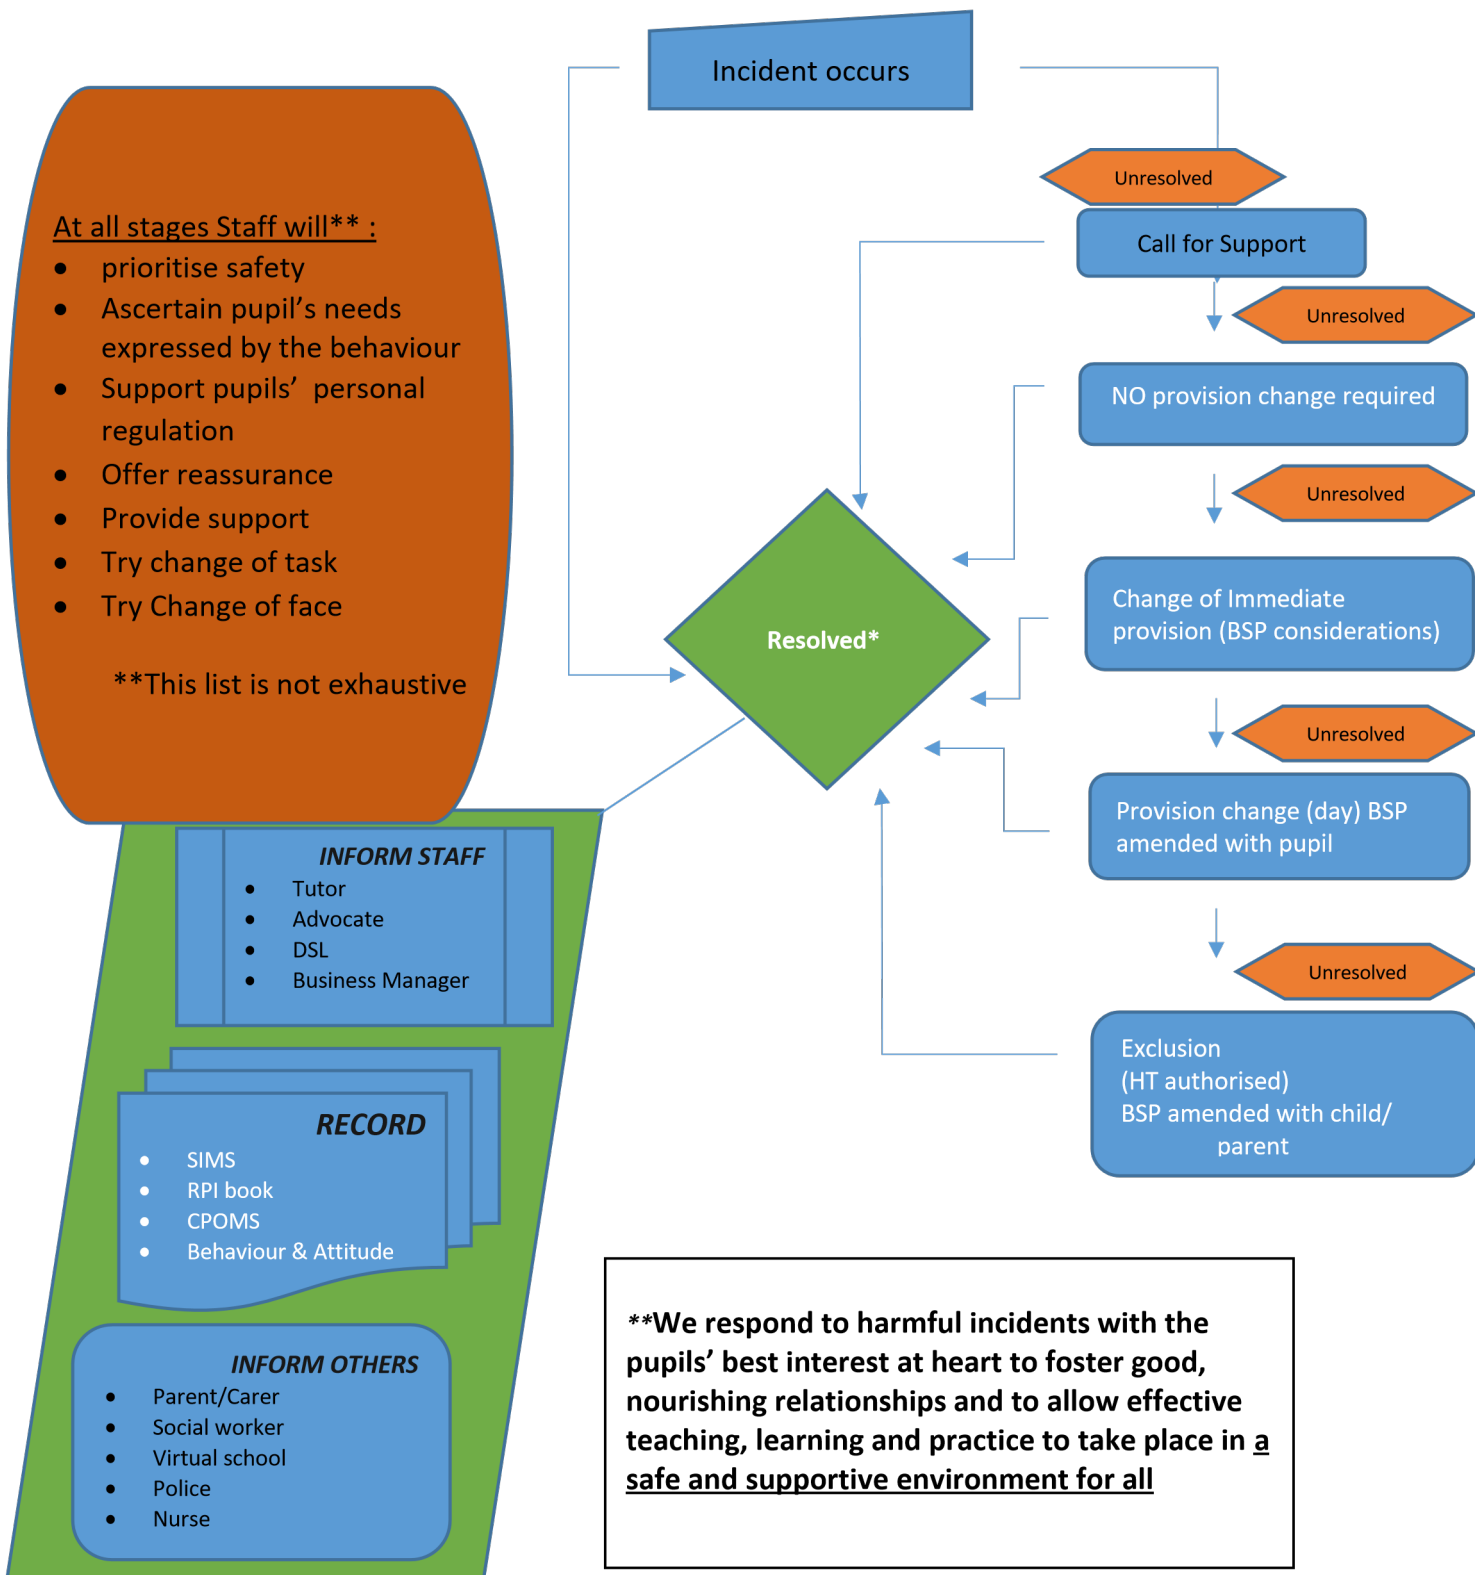 Incident occurs
Unresolved
Call for Support
Unresolved
NO provision change required
Unresolved
Change of Immediate
provision (BSP considerations)
Unresolved
Provision change (day) BSP
amended with pupil
Unresolved
Exclusion
(HT authorised)
BSP amended with child/
parent
Resolved*
At all stages Staff will** :
• prioritise safety
• Ascertain pupil’s needs
expressed by the behaviour
• Support pupils’ personal
regulation
• Offer reassurance
• Provide support
• Try change of task
• Try Change of face
**This list is not exhaustive
INFORM STAFF
• Tutor
• Advocate
• DSL
• Business Manager
RECORD
• SIMS
• RPI book
• CPOMS
• Behaviour & Attitude
INFORM OTHERS
• Parent/Carer
• Social worker
• Virtual school
• Police
• Nurse
**We respond to harmful incidents with the
pupils’ best interest at heart to foster good,
nourishing relationships and to allow effective
teaching, learning and practice to take place in a
safe and supportive environment for all